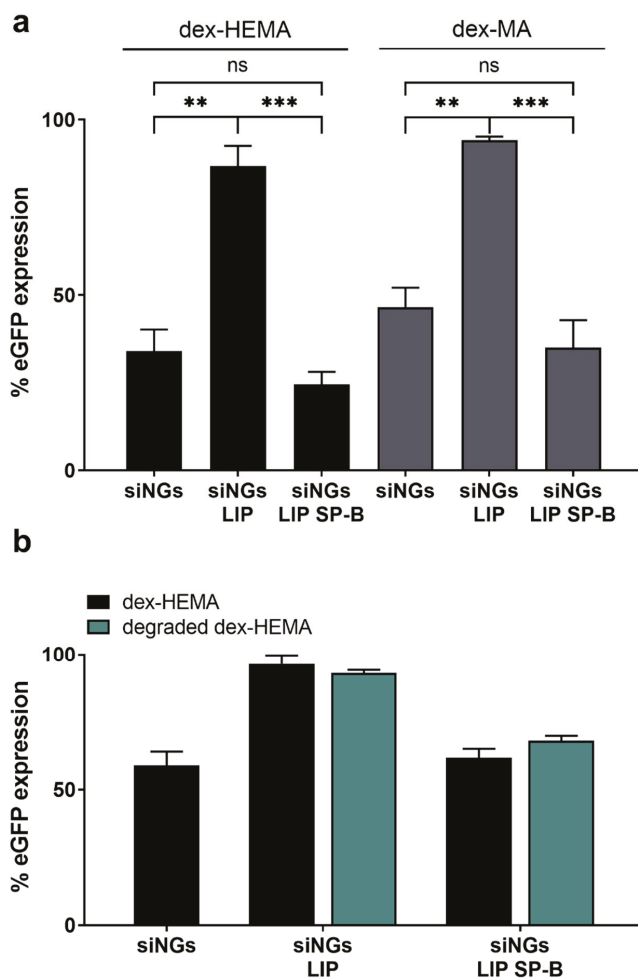 a
dex-HEMA dex-MA
ns ns
** *** ** ***
% eGFP expression
100
50
0
siNGs siNGs siNGs siNGs siNGs siNGs
LIP LIP SP-B LIP LIP SP-B
b
dex-HEMA
degraded dex-HEMA
% eGFP expression
100
50
0
siNGs siNGs siNGs
LIP LIP SP-B